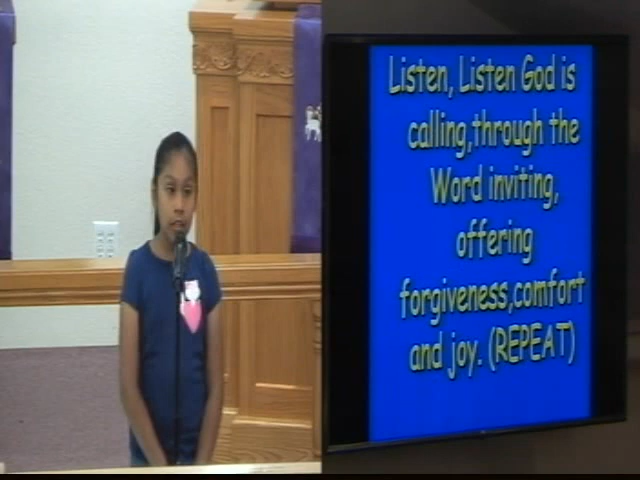 Listen, Listen God is
calling,through the
Word inviting,
offering
forgiveness,comfort
and joy. (REPEAT)